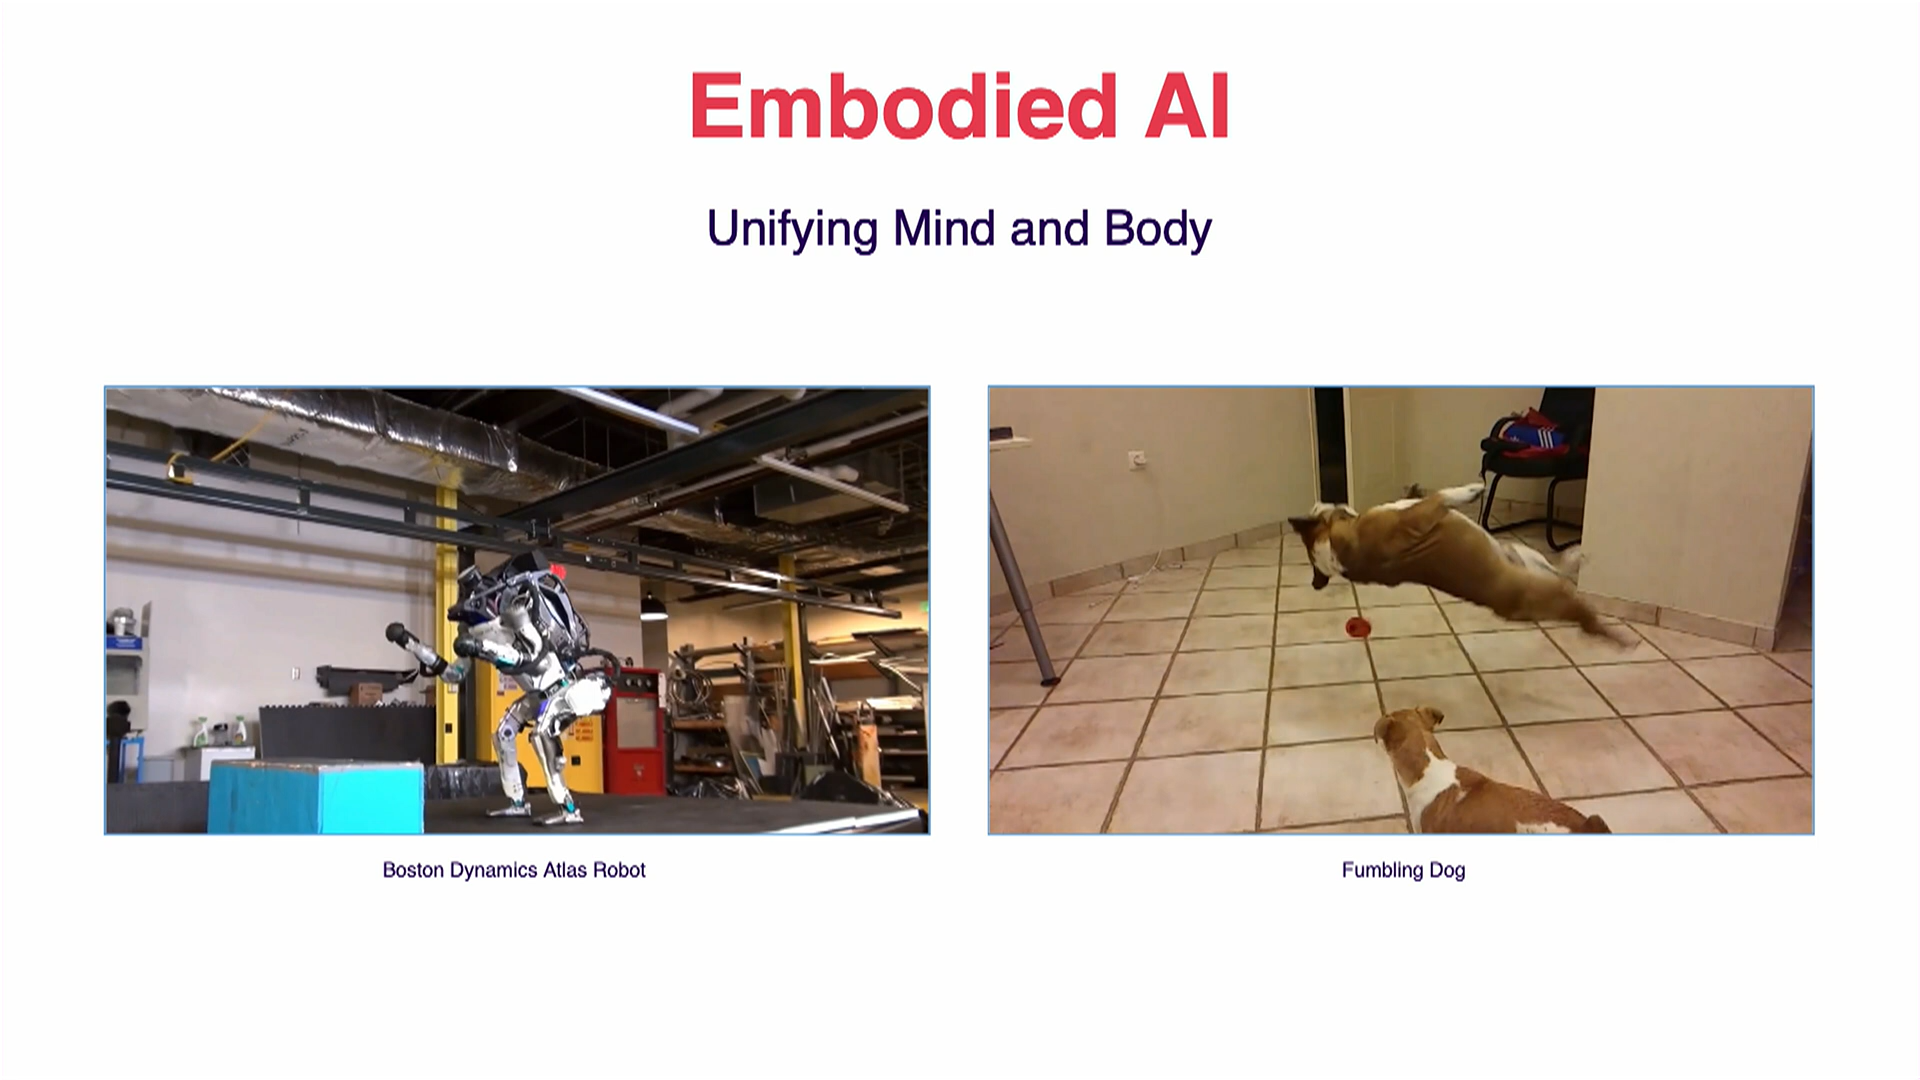 Embodied AI
Unifying Mind and Body
Boston Dynamics Atlas Robot
Fumbling Dog